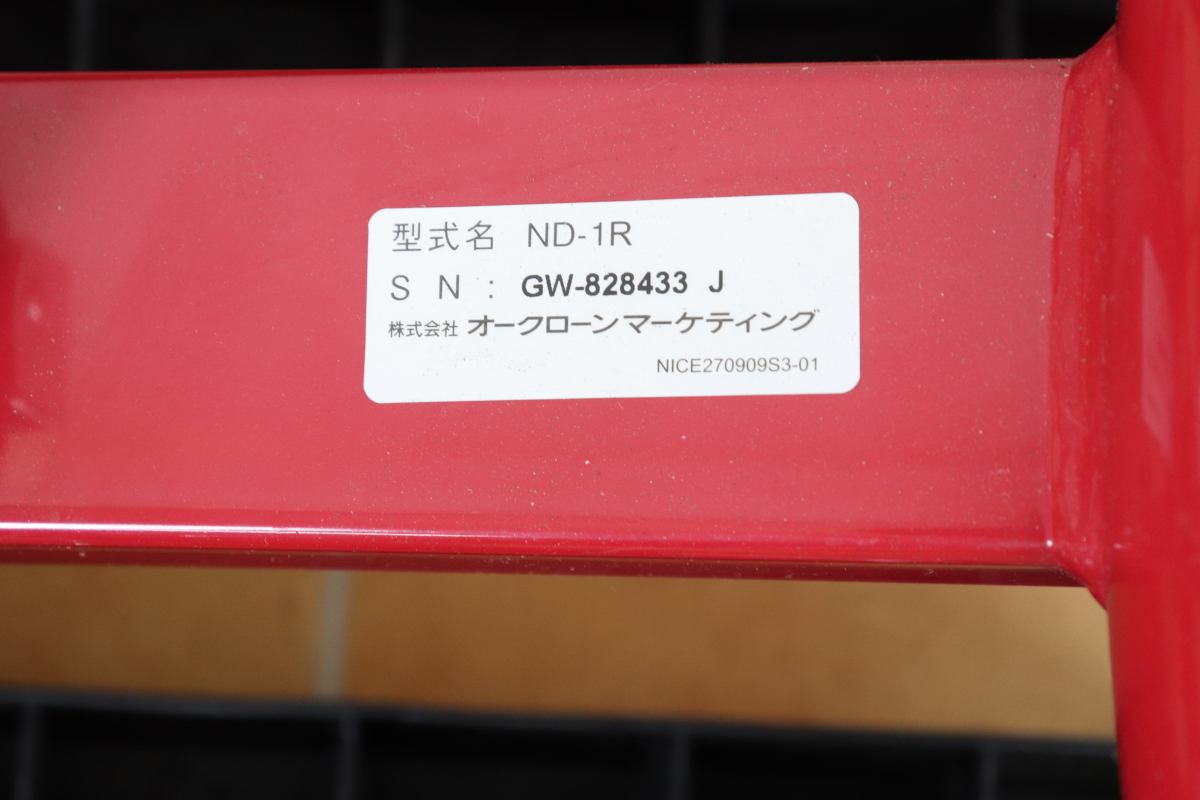 型式名 ND-1R
S N : GW-828433 J
株式会社 オークローンマーケティング
NICE270909S3-01